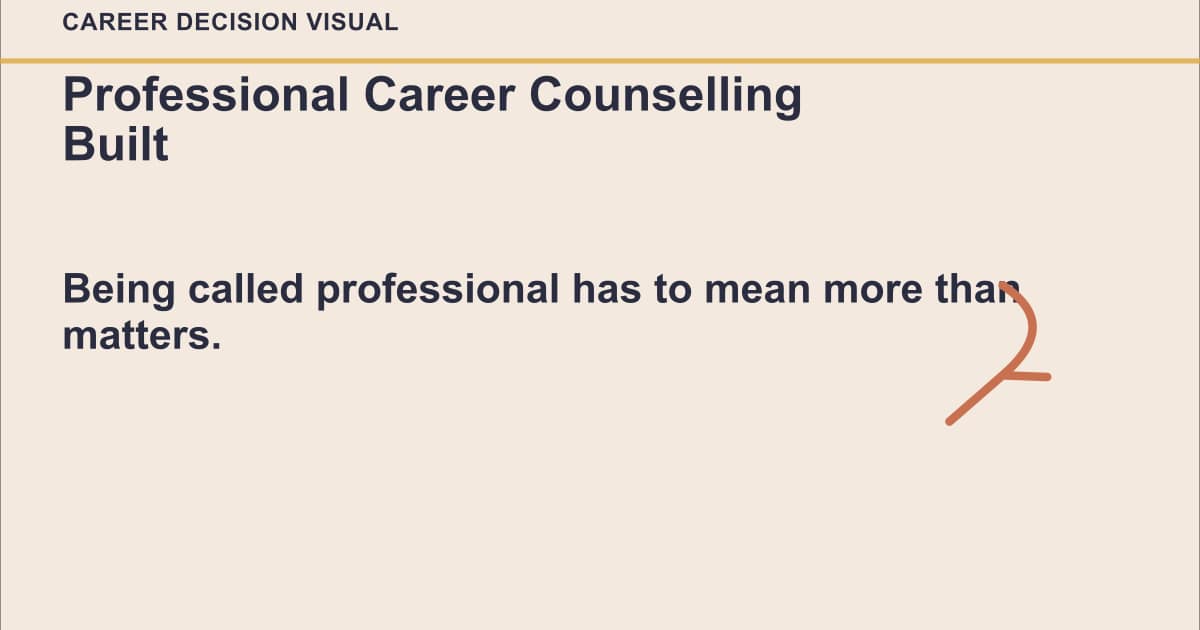 CAREER DECISION VISUAL
Professional Career Counselling
Built
Being called professional has to mean more than
matters.